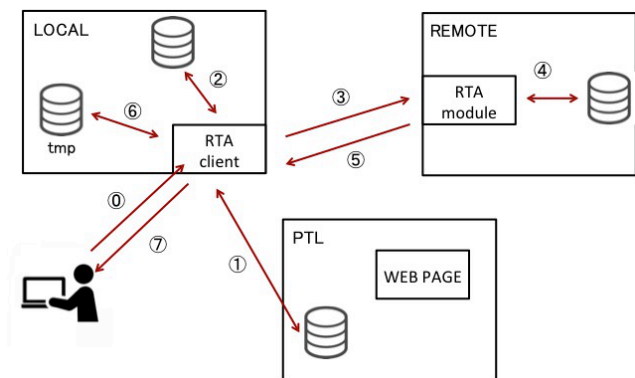 LOCAL
②
⑥
tmp
RTA
client
③
⑤
REMOTE
④
RTA
module
⓪
⑦
①
PTL
WEB PAGE